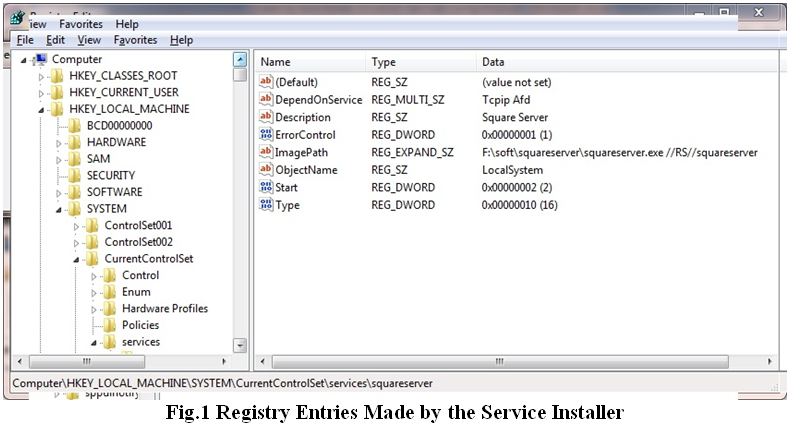 iew Favorites Help
File Edit View Favorites Help
Computer
HKEY_CLASSES_ROOT
HKEY_CURRENT_USER
HKEY_LOCAL_MACHINE
BCD00000000
HARDWARE
SAM
SECURITY
SOFTWARE
SYSTEM
ControlSet001
ControlSet002
CurrentControlSet
Control
Enum
Hardware Profiles
Policies
services
Name Type Data
(Default) REG_SZ (value not set)
DependOnService REG_MULTI_SZ Tcpip Afd
Description REG_SZ Square Server
ErrorControl REG_DWORD 0x00000001 (1)
ImagePath REG_EXPAND_SZ F:\soft\squareserver\squareserver.exe //RS//squareserver
ObjectName REG_SZ LocalSystem
Start REG_DWORD 0x00000002 (2)
Type REG_DWORD 0x00000010 (16)
Computer\HKEY_LOCAL_MACHINE\SYSTEM\CurrentControlSet\services\squareserver
Fig.1 Registry Entries Made by the Service Installer